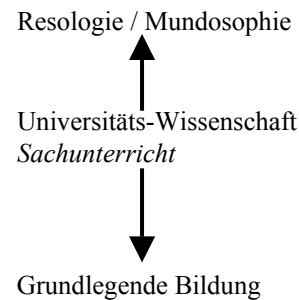 Resologie / Mundosophie
Universitäts-Wissenschaft
Sachunterricht
Grundlegende Bildung